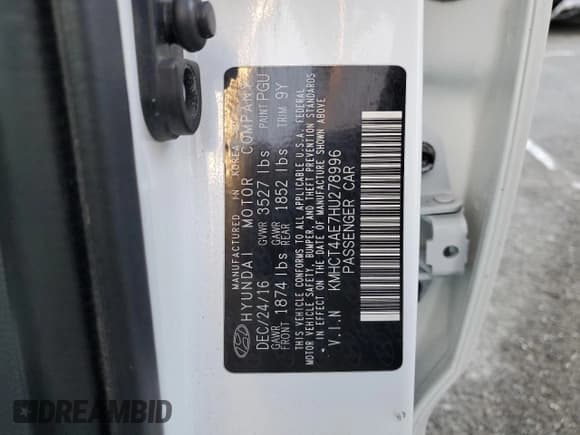 MANUFACTURED IN KOREA
HYUNDAI MOTOR COMPANY
DEC/24/16 GVWR 3527 lbs PAINT PGU
GAWR FRONT 1874 lbs GAWR REAR 1852 lbs TRIM 9Y
THIS VEHICLE CONFORMS TO ALL APPLICABLE U.S.A. FEDERAL
MOTOR VEHICLE SAFETY, BUMPER, AND THEFT PREVENTION STANDARDS
* IN EFFECT ON THE DATE OF MANUFACTURE SHOWN ABOVE
V.I.N KMHCT4AE7HU278996
PASSENGER CAR
DREAMBID